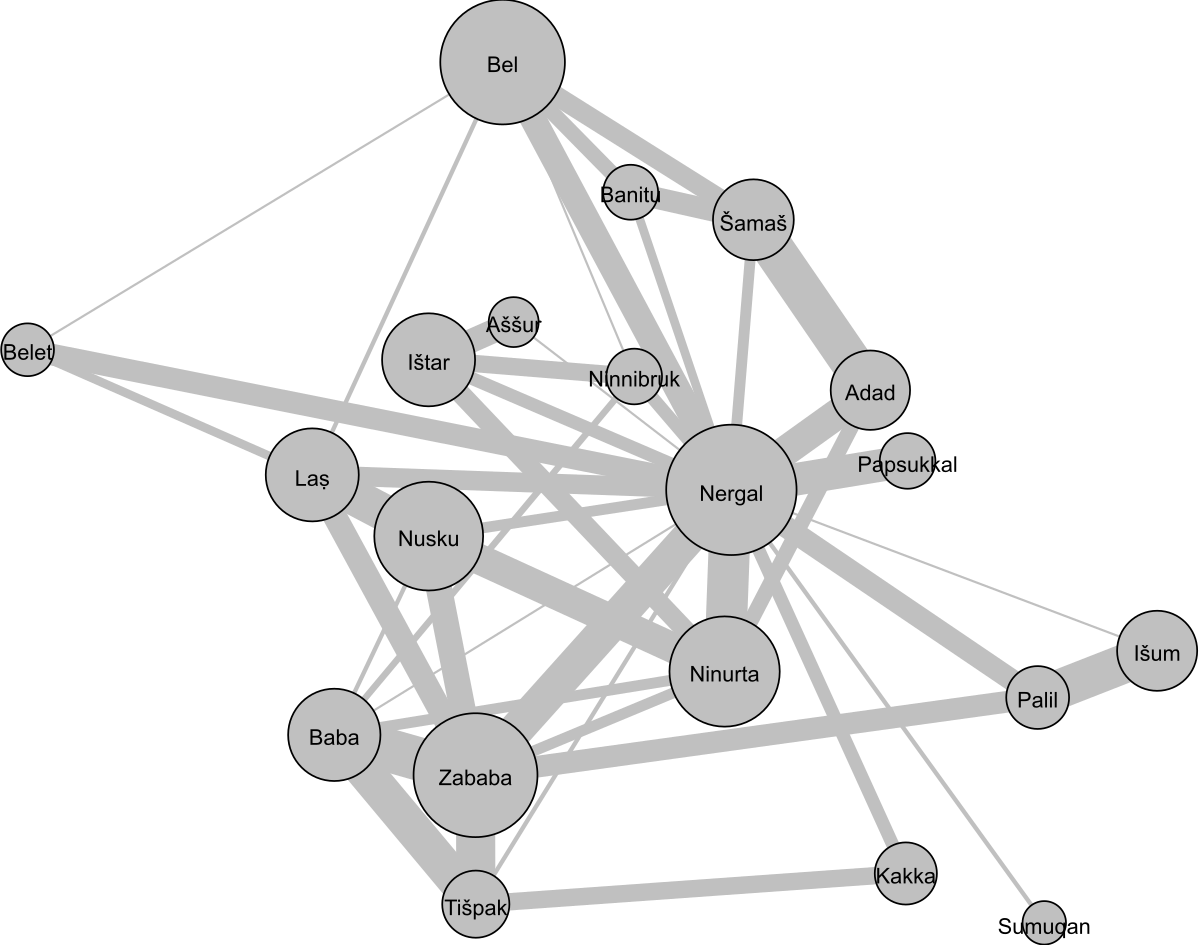 Bel
Banitu
Šamaš
Aššur
Belet
Ištar
Ninnibruk
Adad
Papsukkal
Laṣ
Nergal
Nusku
Išum
Ninurta
Palil
Baba
Zababa
Kakka
Tišpak
Sumuqan